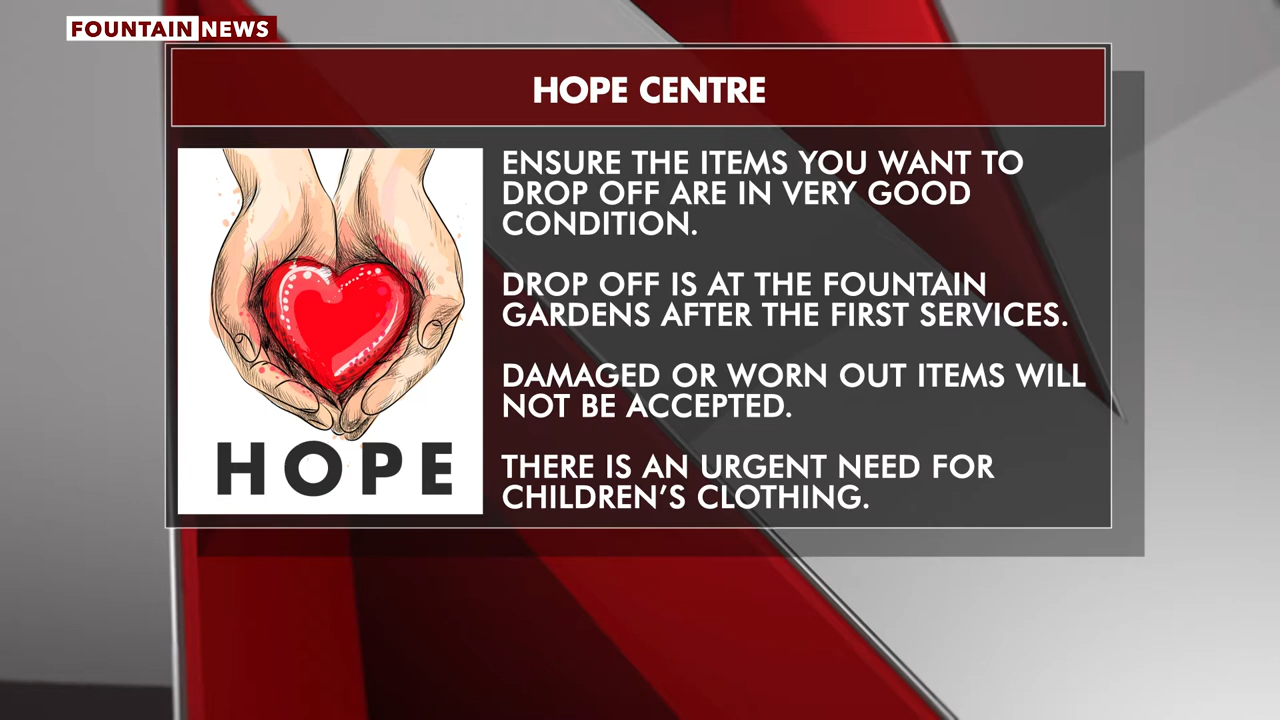 FOUNTAIN NEWS
HOPE CENTRE
ENSURE THE ITEMS YOU WANT TO
DROP OFF ARE IN VERY GOOD
CONDITION.
DROP OFF IS AT THE FOUNTAIN
GARDENS AFTER THE FIRST SERVICES.
DAMAGED OR WORN OUT ITEMS WILL
NOT BE ACCEPTED.
THERE IS AN URGENT NEED FOR
CHILDREN'S CLOTHING.
HOPE